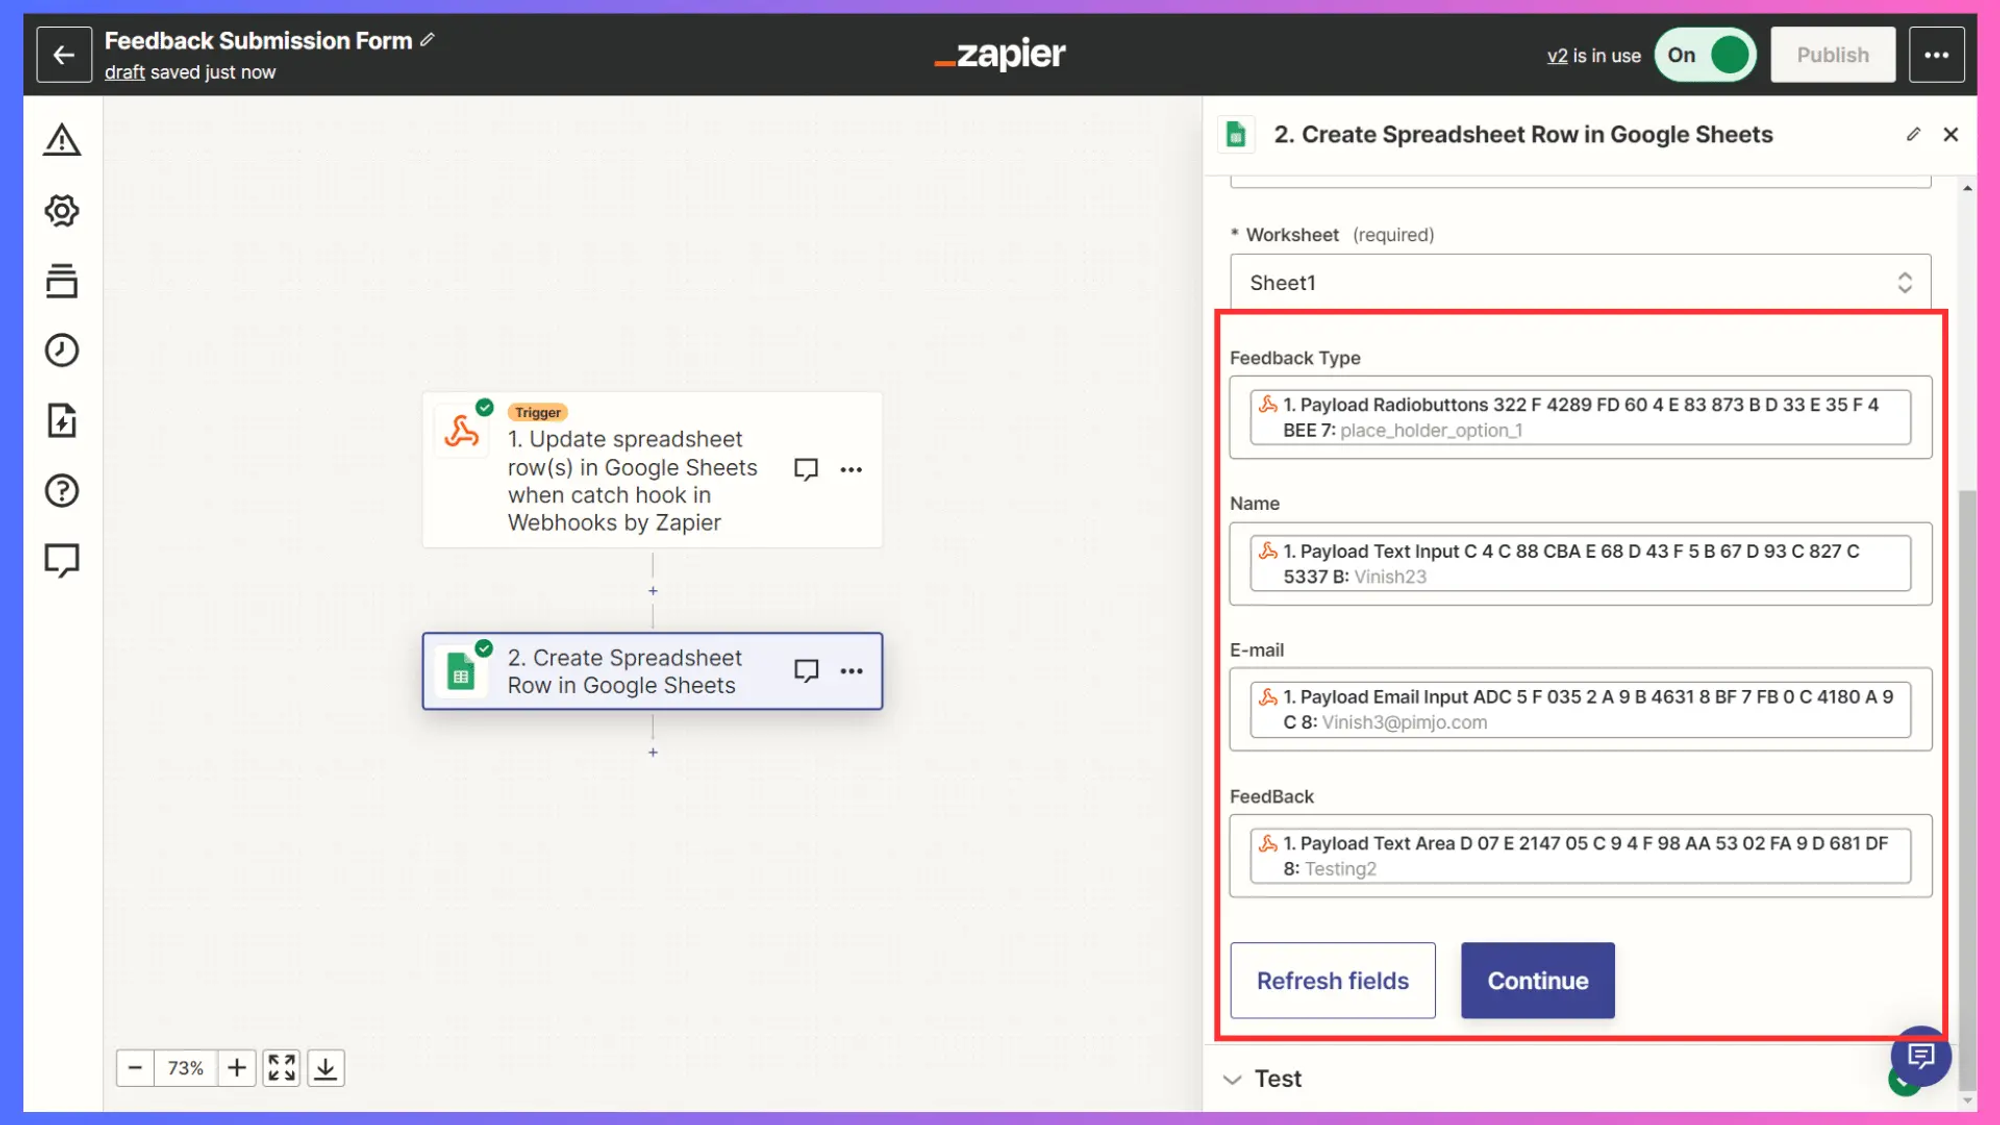 Feedback Submission Form
draft saved just now
_zapier
v2 is in use
On
Publish
2. Create Spreadsheet Row in Google Sheets
* Worksheet (required)
Sheet1
Feedback Type
1. Payload Radiobuttons 322 F 4289 FD 60 4 E 83 873 B D 33 E 35 F 4
BEE 7: place_holder_option_1
Name
1. Payload Text Input C 4 C 88 CBA E 68 D 43 F 5 B 67 D 93 C 827 C
5337 B: Vinish23
E-mail
1. Payload Email Input ADC 5 F 035 2 A 9 B 4631 8 BF 7 FB 0 C 4180 A 9
C 8: Vinish3@pimjo.com
FeedBack
1. Payload Text Area D 07 E 2147 05 C 9 4 F 98 AA 53 02 FA 9 D 681 DF
8: Testing2
Refresh fields
Continue
Test
Trigger
1. Update spreadsheet
row(s) in Google Sheets
when catch hook in
Webhooks by Zapier
2. Create Spreadsheet
Row in Google Sheets
73%